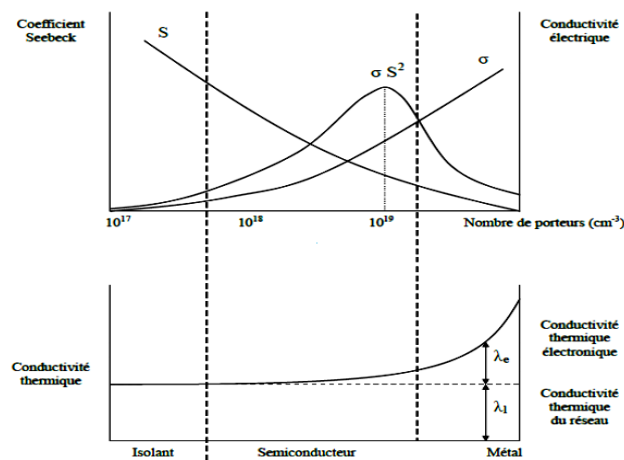 Coefficient
Seebeck
S
σ S²
σ
Conductivité
électrique
10¹⁷
10¹⁸
10¹⁹
Nombre de porteurs (cm⁻³)
Conductivité
thermique
λe
λl
Conductivité
thermique
électronique
Conductivité
thermique
du réseau
Isolant
Semiconducteur
Métal